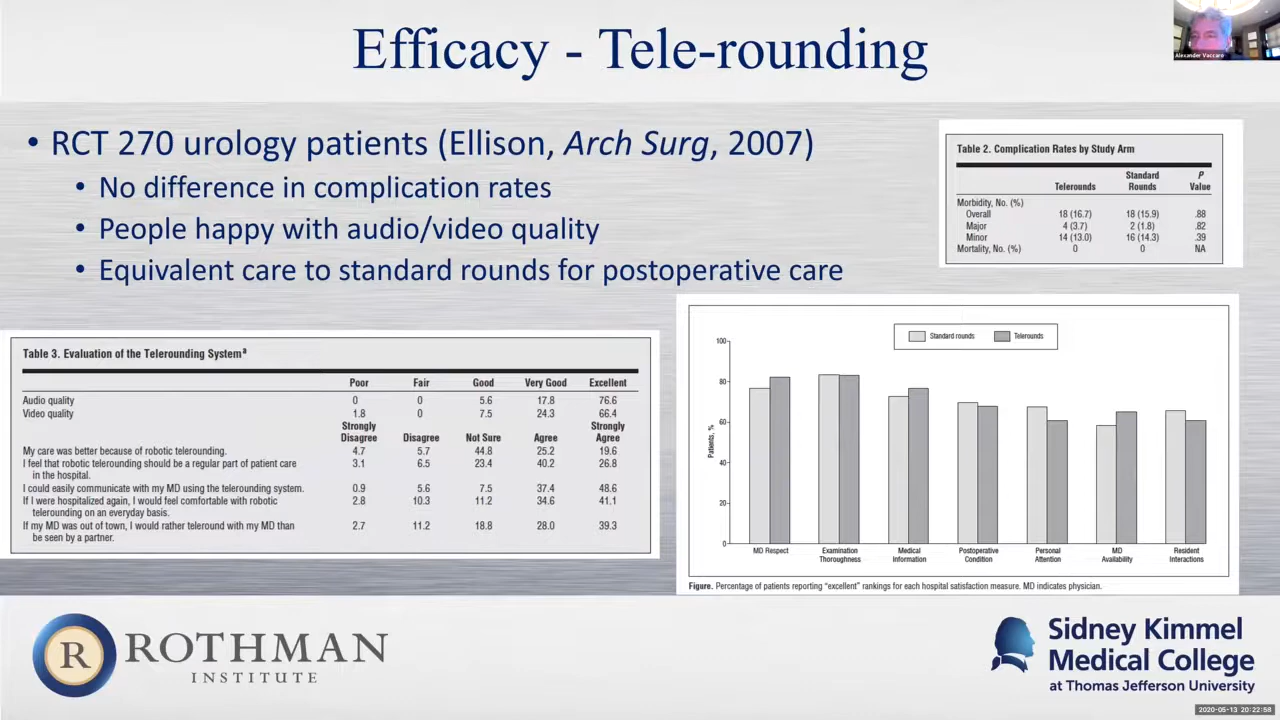 Efficacy - Tele-rounding
Alexander Vaccaro
• RCT 270 urology patients (Ellison, Arch Surg, 2007)
• No difference in complication rates
• People happy with audio/video quality
• Equivalent care to standard rounds for postoperative care
Table 2. Complication Rates by Study Arm
Telerounds Standard Rounds P Value
Morbidity, No. (%)
Overall 18 (16.7) 18 (15.9) .88
Major 4 (3.7) 2 (1.8) .82
Minor 14 (13.0) 16 (14.3) .39
Mortality, No. (%) 0 0 NA
Table 3. Evaluation of the Telerounding Systemª
Poor Fair Good Very Good Excellent
Audio quality 0 0 5.6 17.8 76.6
Video quality 1.8 0 7.5 24.3 66.4
Strongly Disagree Disagree Not Sure Agree Strongly Agree
My care was better because of robotic telerounding. 4.7 5.7 44.8 25.2 19.6
I feel that robotic telerounding should be a regular part of patient care 3.1 6.5 23.4 40.2 26.8
in the hospital.
I could easily communicate with my MD using the telerounding system. 0.9 5.6 7.5 37.4 48.6
If I were hospitalized again, I would feel comfortable with robotic 2.8 10.3 11.2 34.6 41.1
telerounding on an everyday basis.
If my MD was out of town, I would rather teleround with my MD than 2.7 11.2 18.8 28.0 39.3
be seen by a partner.
Standard rounds Telerounds
Patients, %
100
80
60
40
20
0
MD Respect
Examination Thoroughness
Medical Information
Postoperative Condition
Personal Attention
MD Availability
Resident Interactions
Figure. Percentage of patients reporting “excellent” rankings for each hospital satisfaction measure. MD indicates physician.
R
ROTHMAN
INSTITUTE
Sidney Kimmel
Medical College
at Thomas Jefferson University
2020-05-13 20:22:58